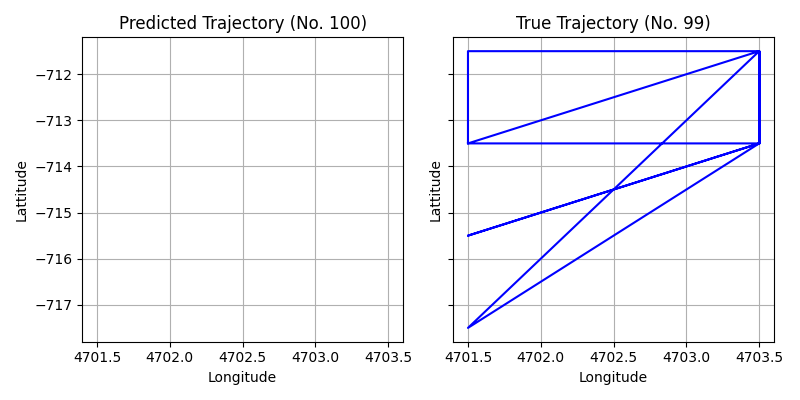 Predicted Trajectory (No. 100)
True Trajectory (No. 99)
Lattitude
−712
−713
−714
−715
−716
−717
4701.5 4702.0 4702.5 4703.0 4703.5
Longitude
Lattitude
4701.5 4702.0 4702.5 4703.0 4703.5
Longitude